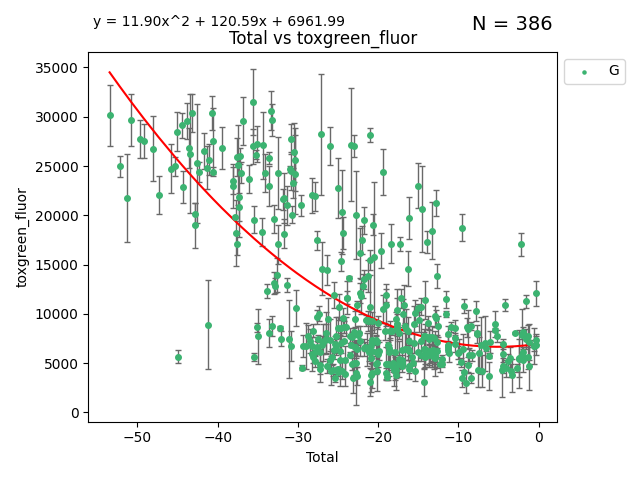 y = 11.90x^2 + 120.59x + 6961.99
N = 386
Total vs toxgreen_fluor
G
35000
30000
25000
20000
15000
10000
5000
0
toxgreen_fluor
−50
−40
−30
−20
−10
0
Total